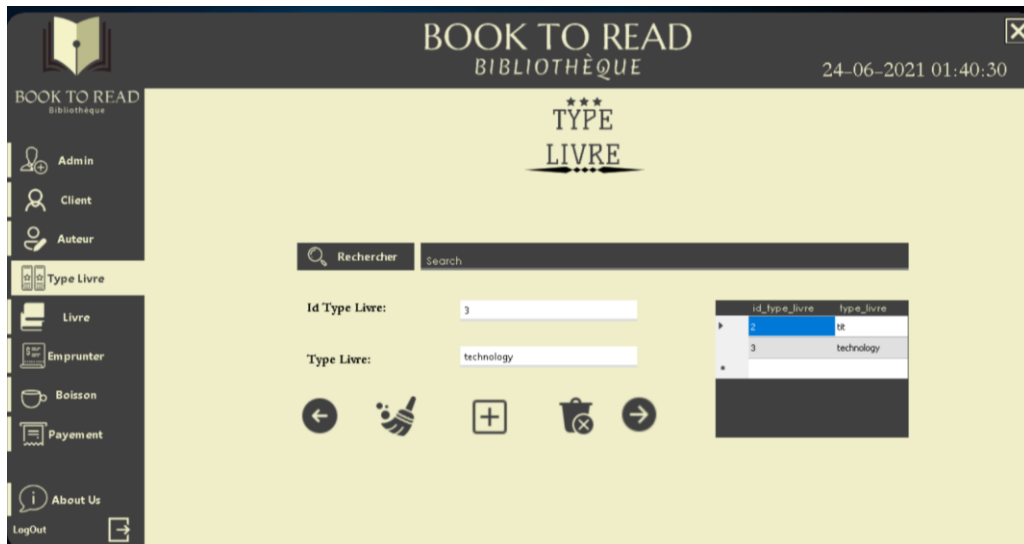 BOOK TO READ
BIBLIOTHÈQUE
24-06-2021 01:40:30
BOOK TO READ
Bibliothèque
Admin
Client
Auteur
Type Livre
Livre
Emprunter
Boisson
Payement
About Us
LogOut
TYPE
LIVRE
Rechercher
Search
Id Type Livre:
3
Type Livre:
technology
id_type_livre type_livre
2 tit
3 technology